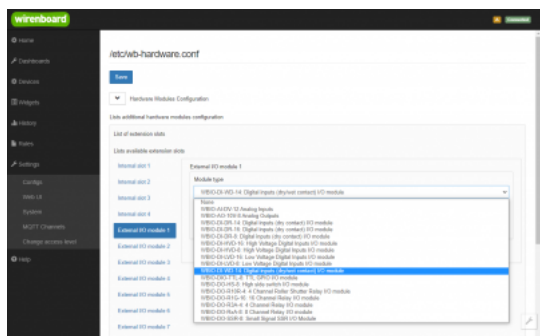 wirenboard
Connected
Home
Dashboards
Devices
Widgets
History
Rules
Settings
Configs
Web UI
System
MQTT Channels
Change access level
Help
/etc/wb-hardware.conf
Save
Hardware Modules Configuration
Lists additional hardware modules configuration
List of extension slots
Lists available extension slots
Internal slot 1
Internal slot 2
Internal slot 3
Internal slot 4
External I/O module 1
External I/O module 2
External I/O module 3
External I/O module 4
External I/O module 5
External I/O module 6
External I/O module 7
External I/O module 1
Module type
WBIO-DI-WD-14: Digital Inputs (dry/wet contact) I/O module
None
WBIO-AI-DV-12 Analog Inputs
WBIO-AO-10V-8 Analog Outputs
WBIO-DI-DR-14: Digital Inputs (dry contact) I/O module
WBIO-DI-DR-16: Digital Inputs (dry contact) I/O module
WBIO-DI-DR-8: Digital Inputs (dry contact) I/O module
WBIO-DI-HVD-16: High Voltage Digital Inputs I/O module
WBIO-DI-HVD-8: High Voltage Digital Inputs I/O module
WBIO-DI-LVD-16: Low Voltage Digital Inputs I/O module
WBIO-DI-LVD-8: Low Voltage Digital Inputs I/O module
WBIO-DI-WD-14: Digital Inputs (dry/wet contact) I/O module
WBIO-DIO-TTL-8: TTL GPIO I/O module
WBIO-DO-HS-8: High side switch I/O module
WBIO-DO-R10R-4: 4 Channel Roller Shutter Relay I/O module
WBIO-DO-R1G-16: 16 Channel Relay I/O module
WBIO-DO-R3A-8: 8 Channel Relay I/O module
WBIO-DO-SSR-8: Small Signal SSR I/O Module